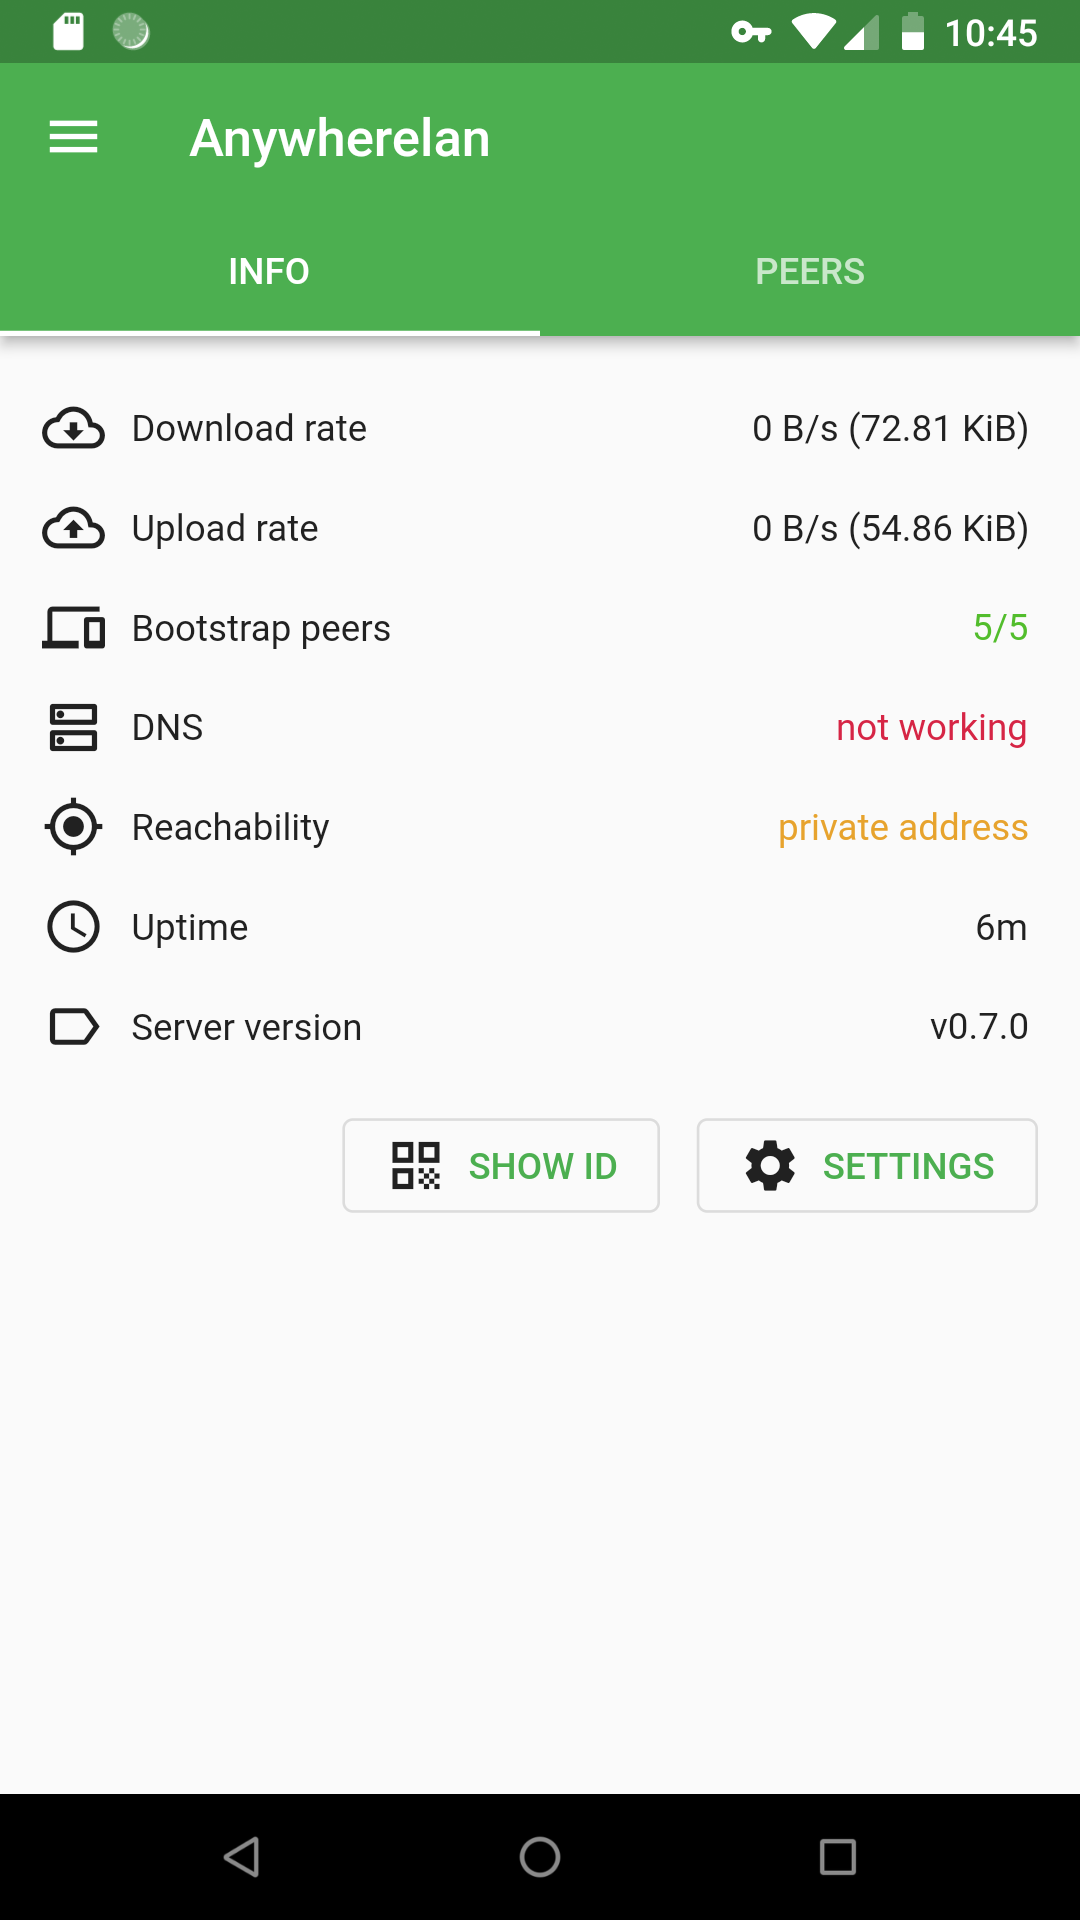 10:45
Anywherelan
INFO PEERS
Download rate 0 B/s (72.81 KiB)
Upload rate 0 B/s (54.86 KiB)
Bootstrap peers 5/5
DNS not working
Reachability private address
Uptime 6m
Server version v0.7.0
SHOW ID SETTINGS